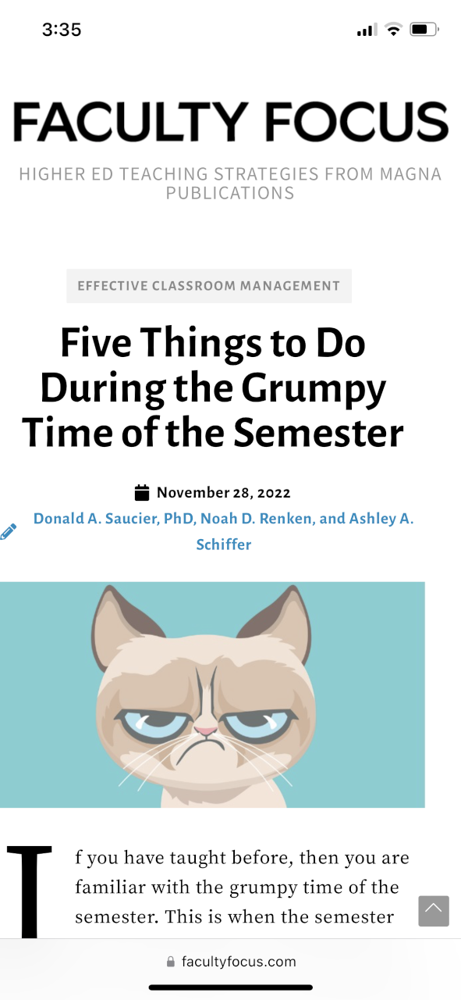 3:35
FACULTY FOCUS
HIGHER ED TEACHING STRATEGIES FROM MAGNA
PUBLICATIONS
EFFECTIVE CLASSROOM MANAGEMENT
Five Things to Do
During the Grumpy
Time of the Semester
November 28, 2022
Donald A. Saucier, PhD, Noah D. Renken, and Ashley A.
Schiffer
If you have taught before, then you are
familiar with the grumpy time of the
semester. This is when the semester
facultyfocus.com